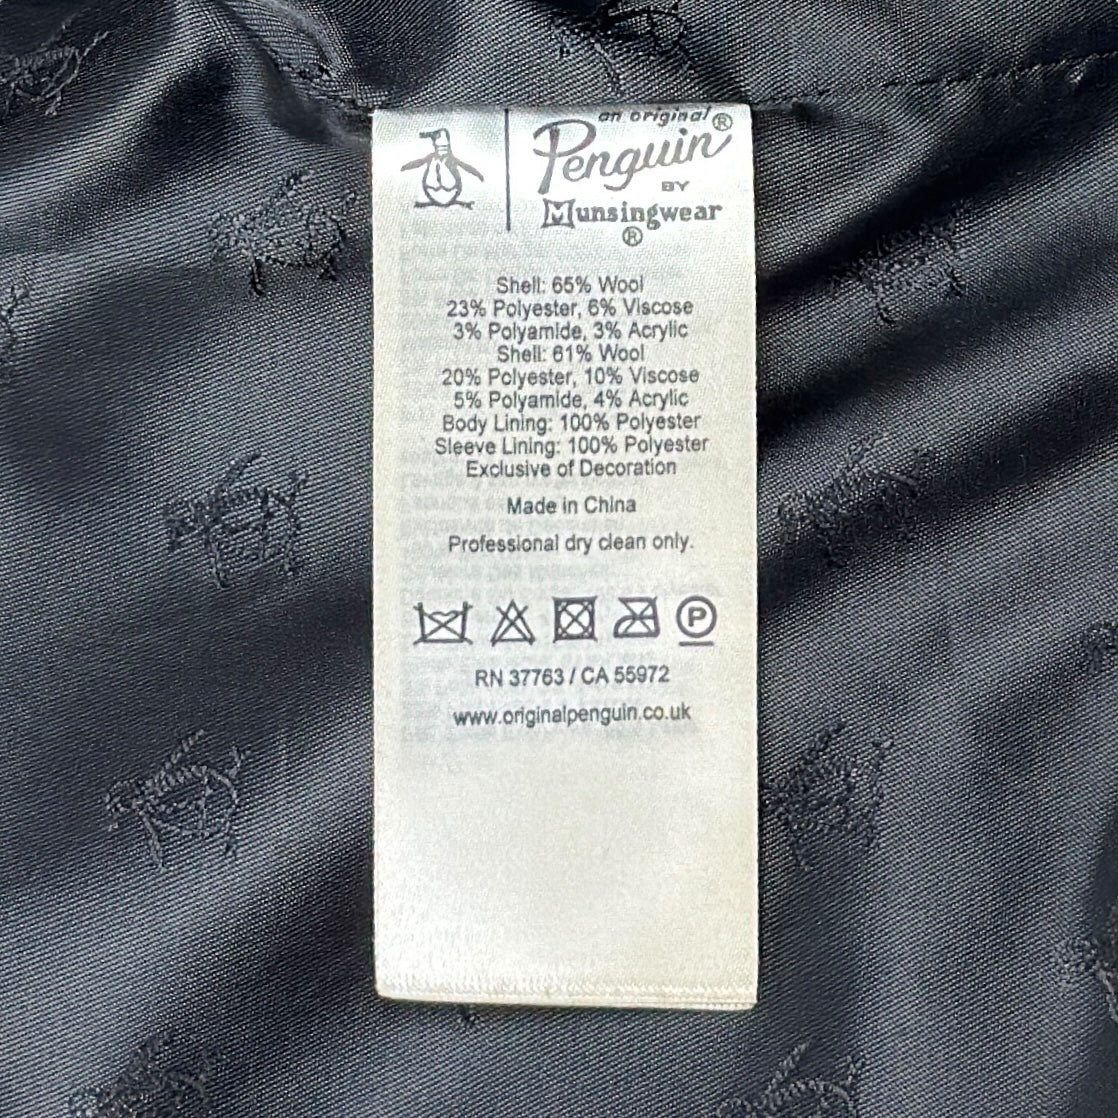 an original®
Penguin
BY
Munsingwear
®
Shell: 65% Wool
23% Polyester, 6% Viscose
3% Polyamide, 3% Acrylic
Shell: 61% Wool
20% Polyester, 10% Viscose
5% Polyamide, 4% Acrylic
Body Lining: 100% Polyester
Sleeve Lining: 100% Polyester
Exclusive of Decoration
Made in China
Professional dry clean only.
P
RN 37763 / CA 55972
www.originalpenguin.co.uk